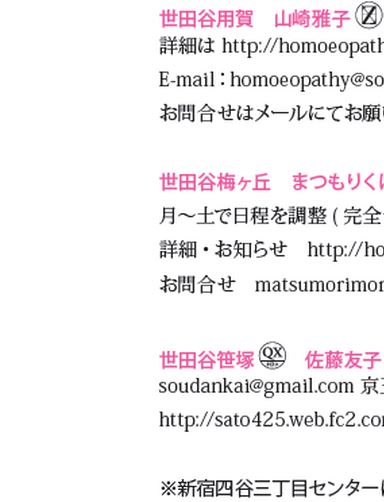 世田谷用賀　山崎雅子
詳細は http://homoeopath
E-mail：homoeopathy@so
お問合せはメールにてお願
世田谷梅ヶ丘　まつもりくに
月〜土で日程を調整 ( 完全
詳細・お知らせ　http://ho
お問合せ　matsumorimor
世田谷笹塚 QX 佐藤友子
soudankai@gmail.com 京王
http://sato425.web.fc2.co
※新宿四谷三丁目センターに